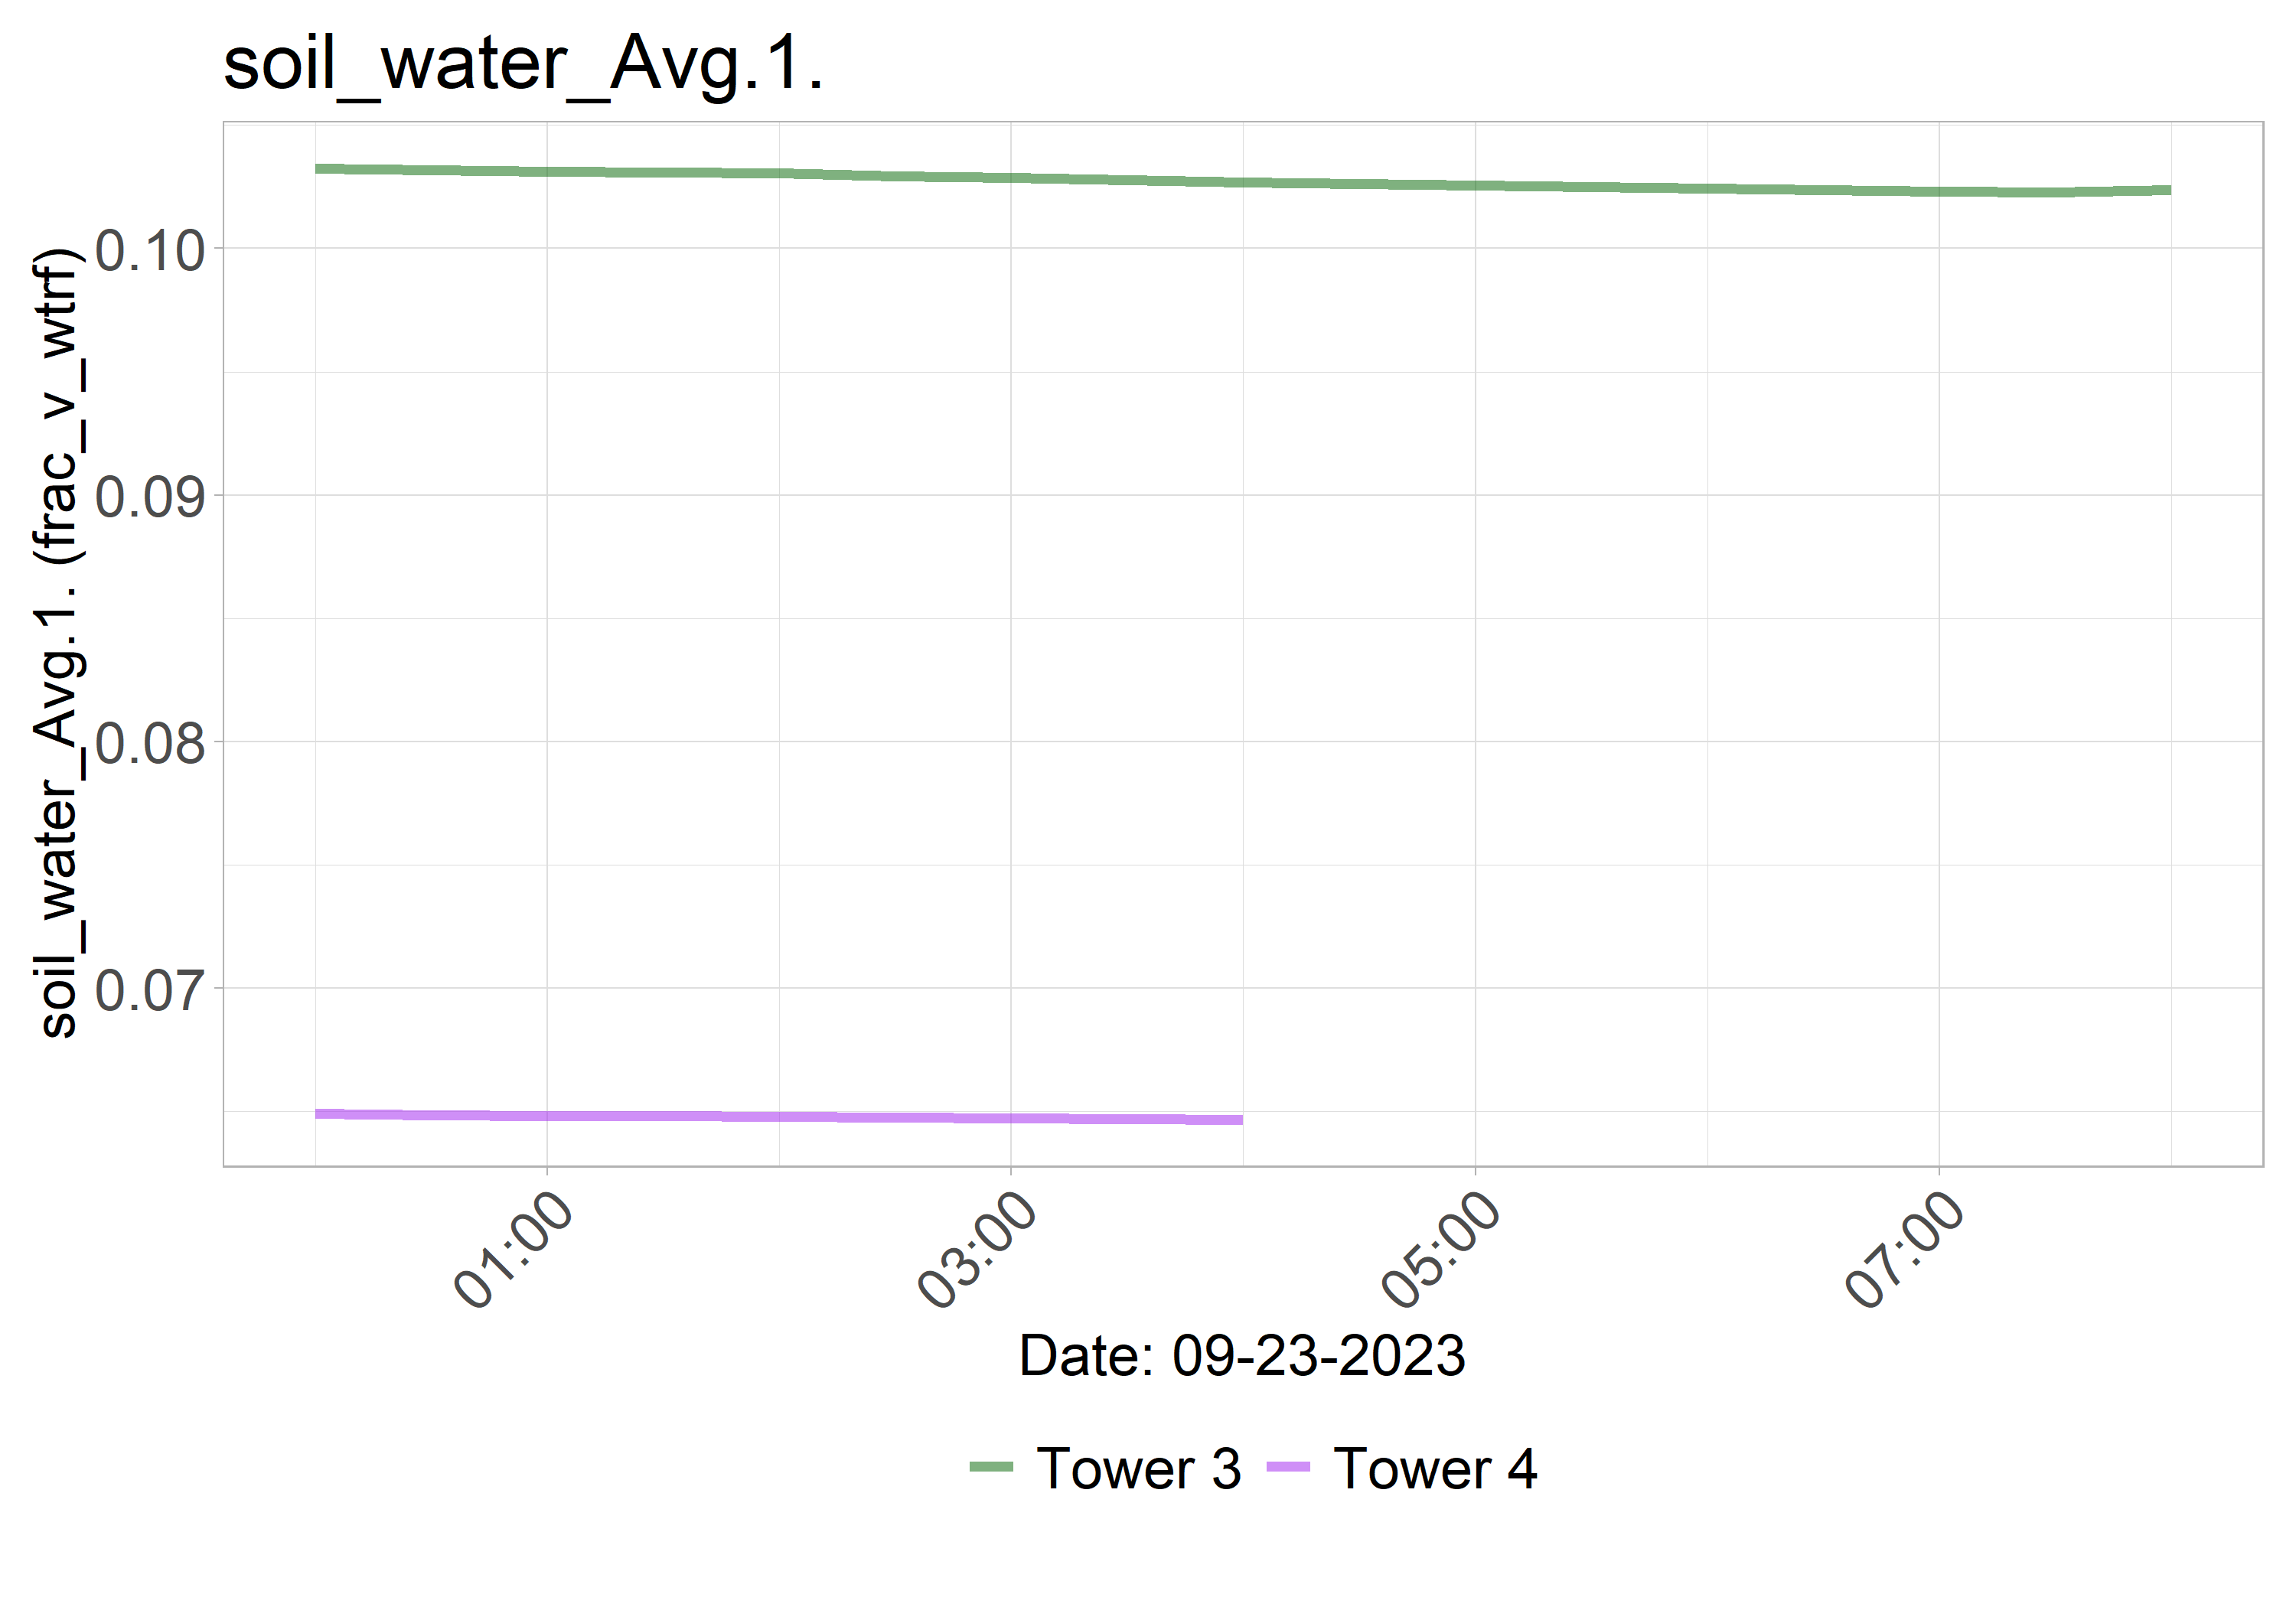 soil_water_Avg.1.
soil_water_Avg.1. (frac_v_wtrf)
0.10
0.09
0.08
0.07
01:00
03:00
05:00
07:00
Date: 09-23-2023
Tower 3
Tower 4